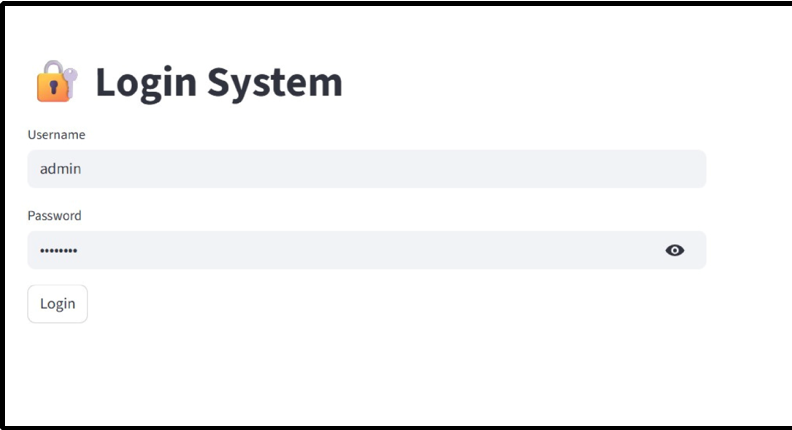 Login System
Username
admin
Password
••••••••
Login